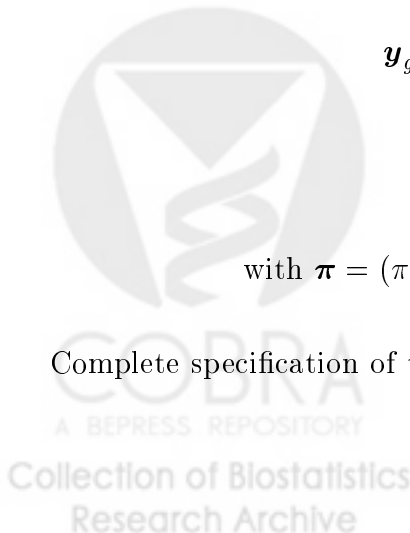 𝒚_g
with 𝝅 = (π
Complete specification of
COBRA
A BEPRESS REPOSITORY
Collection of Biostatistics
Research Archive